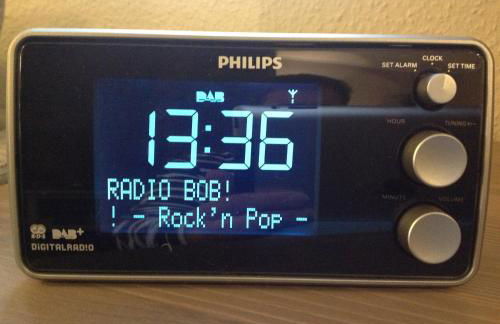 PHILIPS
CLOCK
SET ALARM SET TIME
DAB
13:36
HOUR TUNING +/-
RADIO BOB!
! - Rock'n Pop -
MINUTE VOLUME
RDS DAB+
DIGITALRADIO